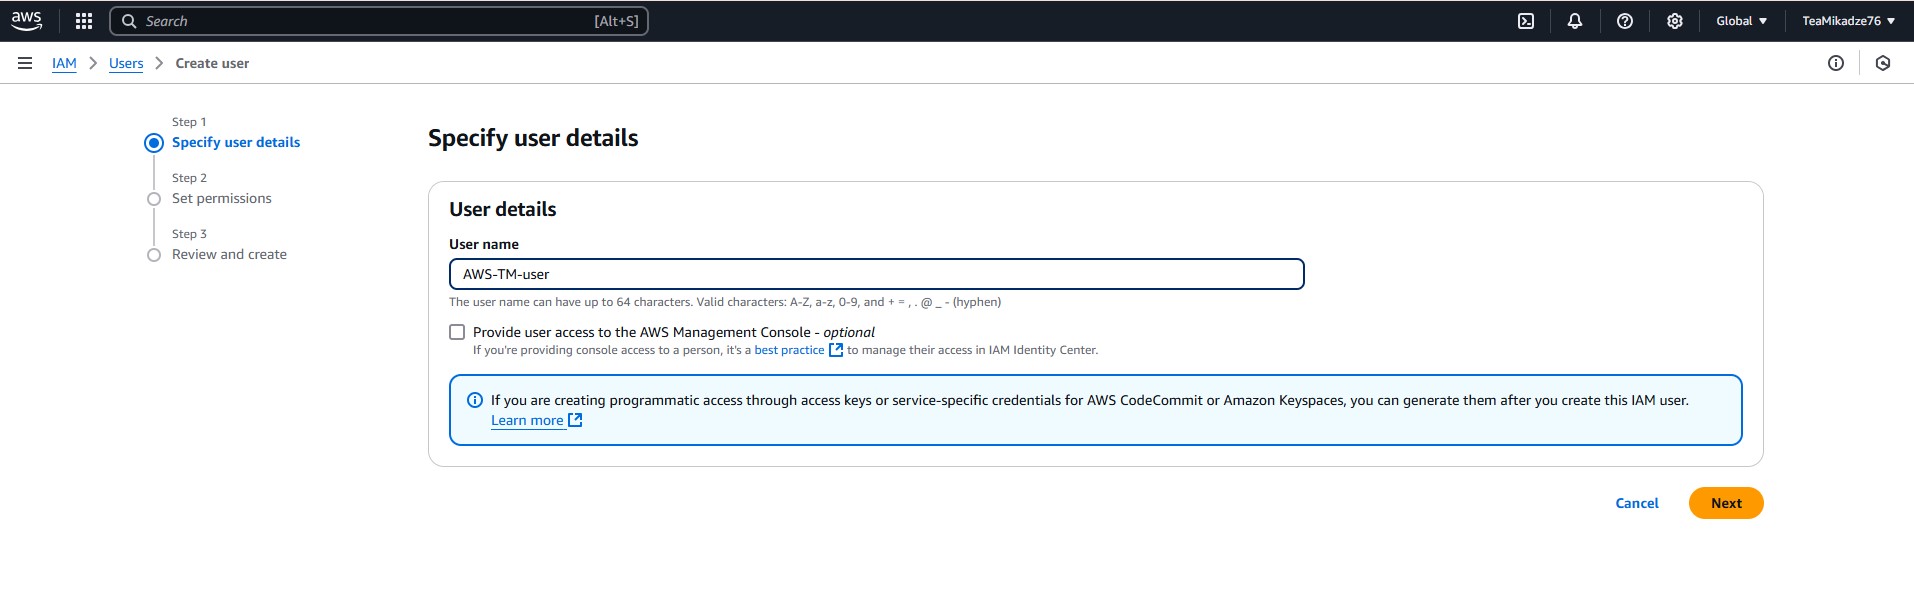 aws
Search [Alt+S]
Global
TeaMikadze76
IAM > Users > Create user
Step 1
Specify user details
Step 2
Set permissions
Step 3
Review and create
Specify user details
User details
User name
AWS-TM-user
The user name can have up to 64 characters. Valid characters: A-Z, a-z, 0-9, and + = , . @ _ - (hyphen)
Provide user access to the AWS Management Console - optional
If you're providing console access to a person, it's a best practice to manage their access in IAM Identity Center.
If you are creating programmatic access through access keys or service-specific credentials for AWS CodeCommit or Amazon Keyspaces, you can generate them after you create this IAM user.
Learn more
Cancel
Next